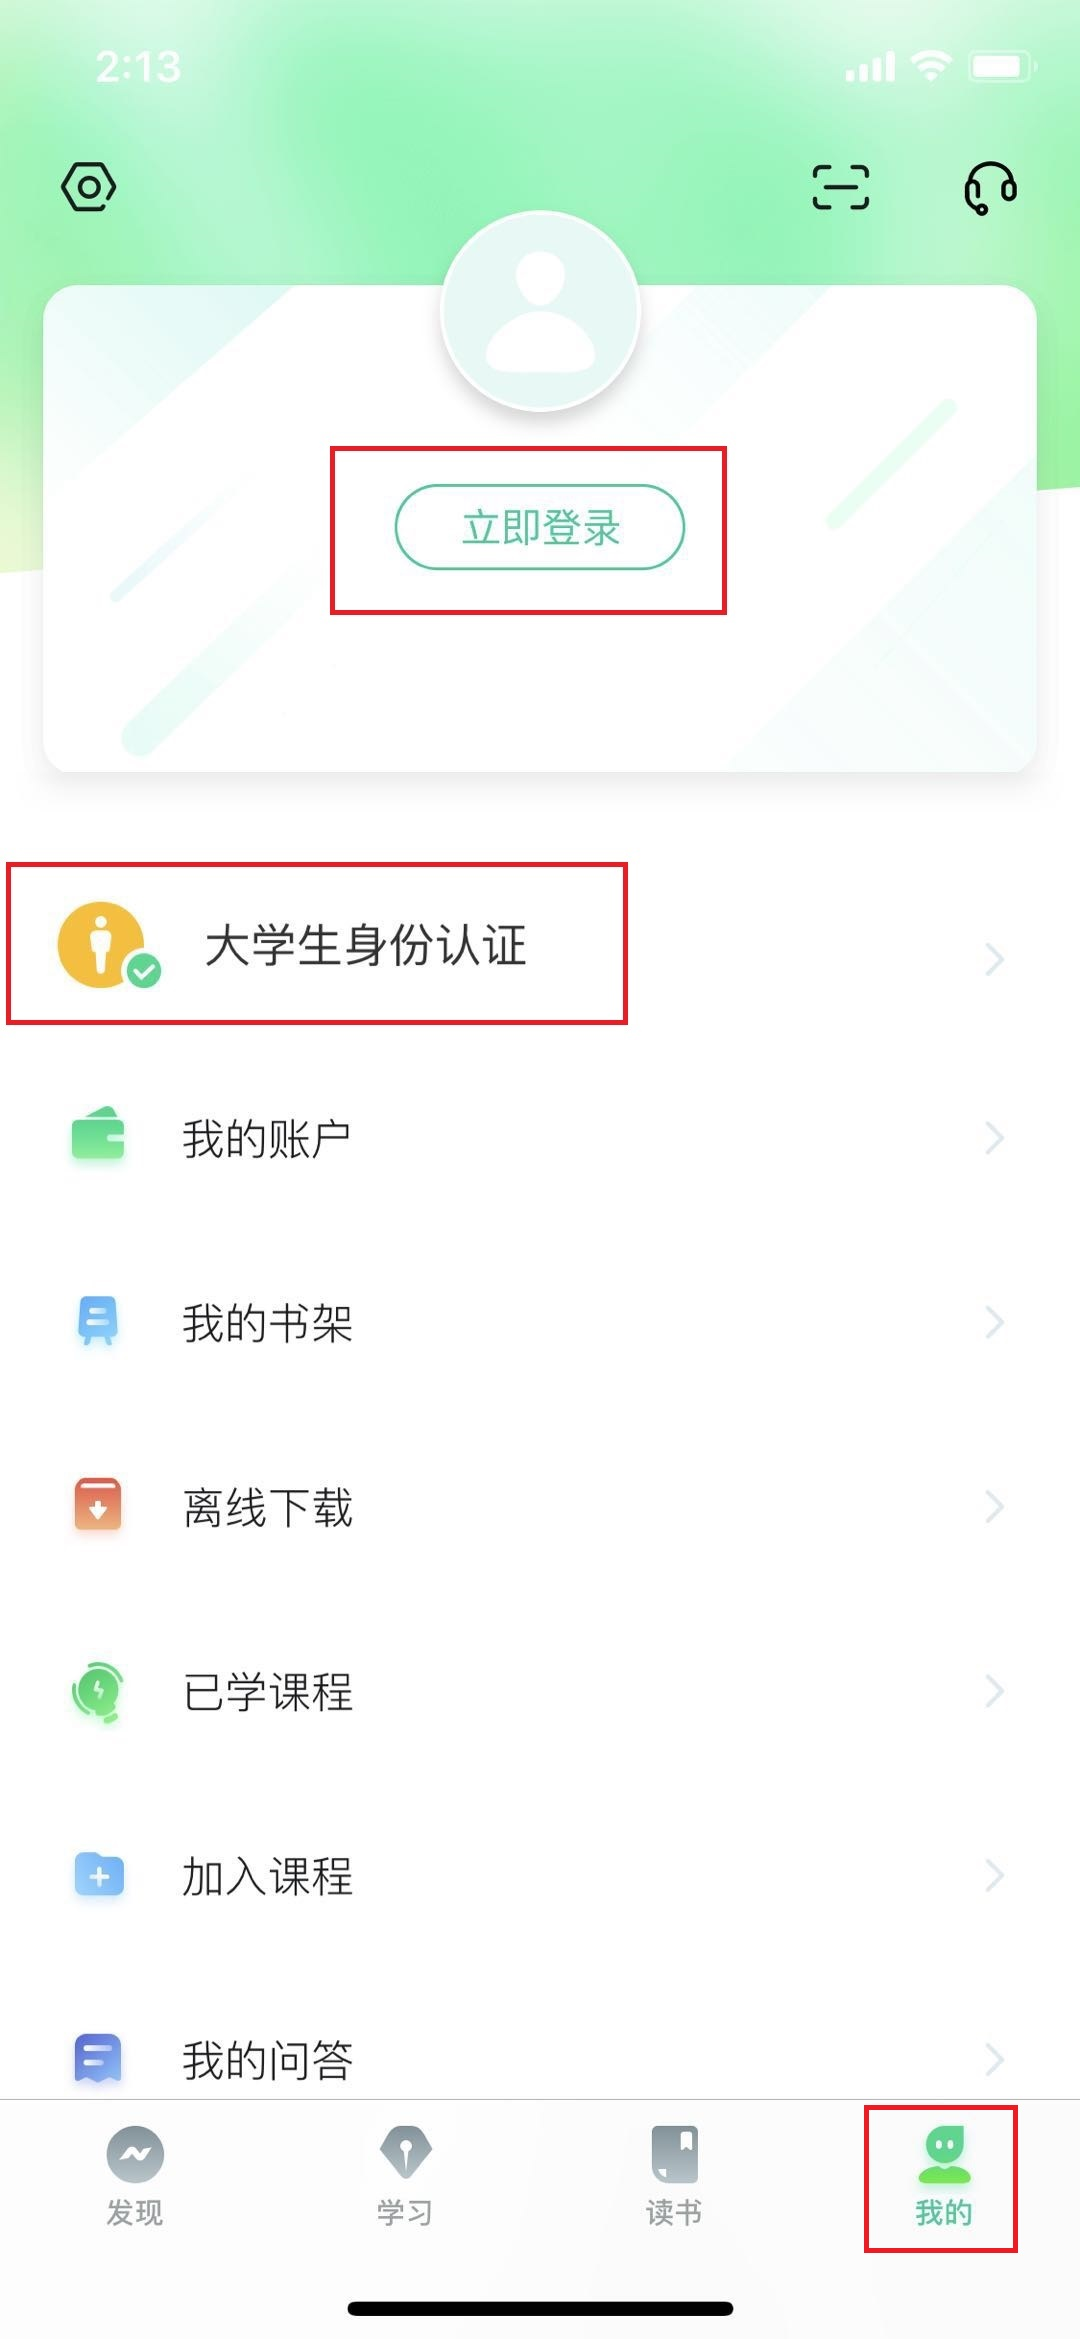 2:13
立即登录
大学生身份认证
我的账户
我的书架
离线下载
已学课程
加入课程
我的问答
发现
学习
读书
我的